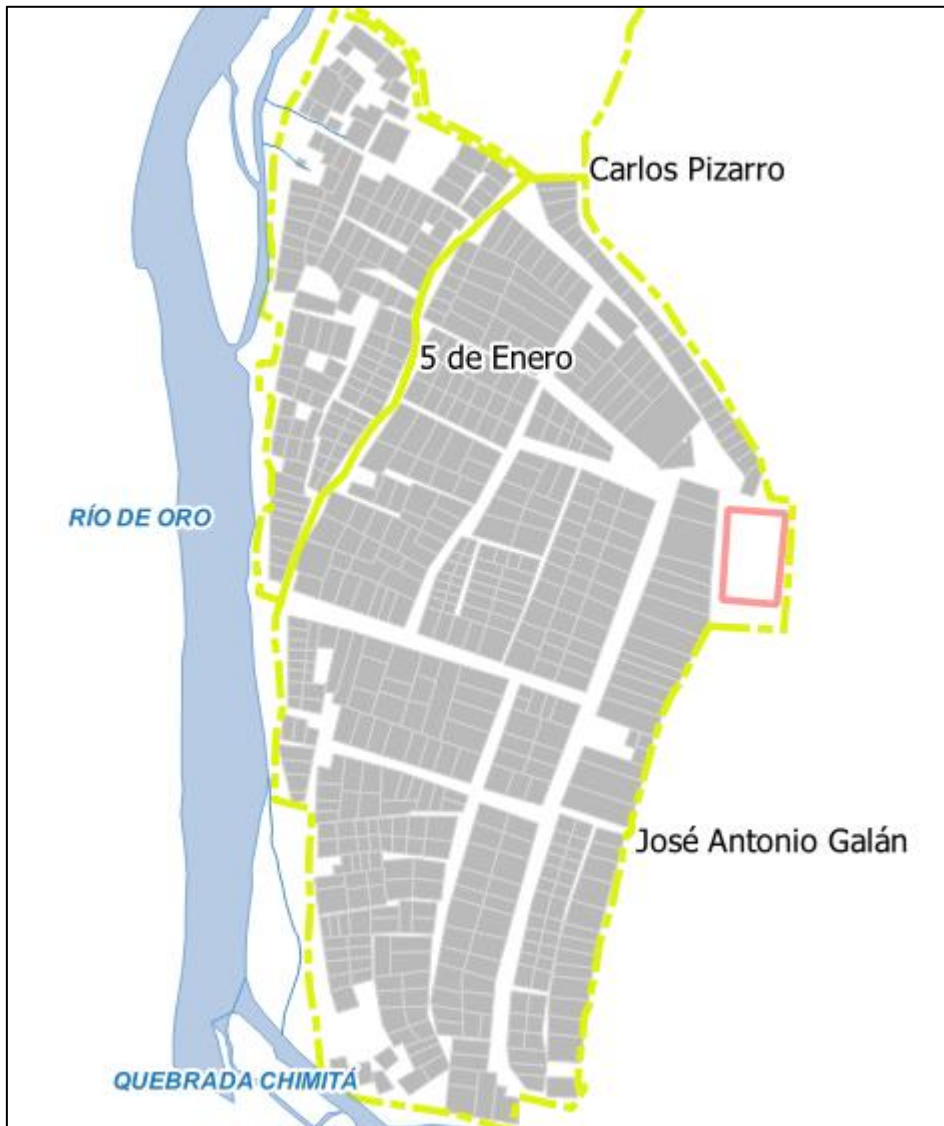 Carlos Pizarro
5 de Enero
RÍO DE ORO
José Antonio Galán
QUEBRADA CHIMITÁ